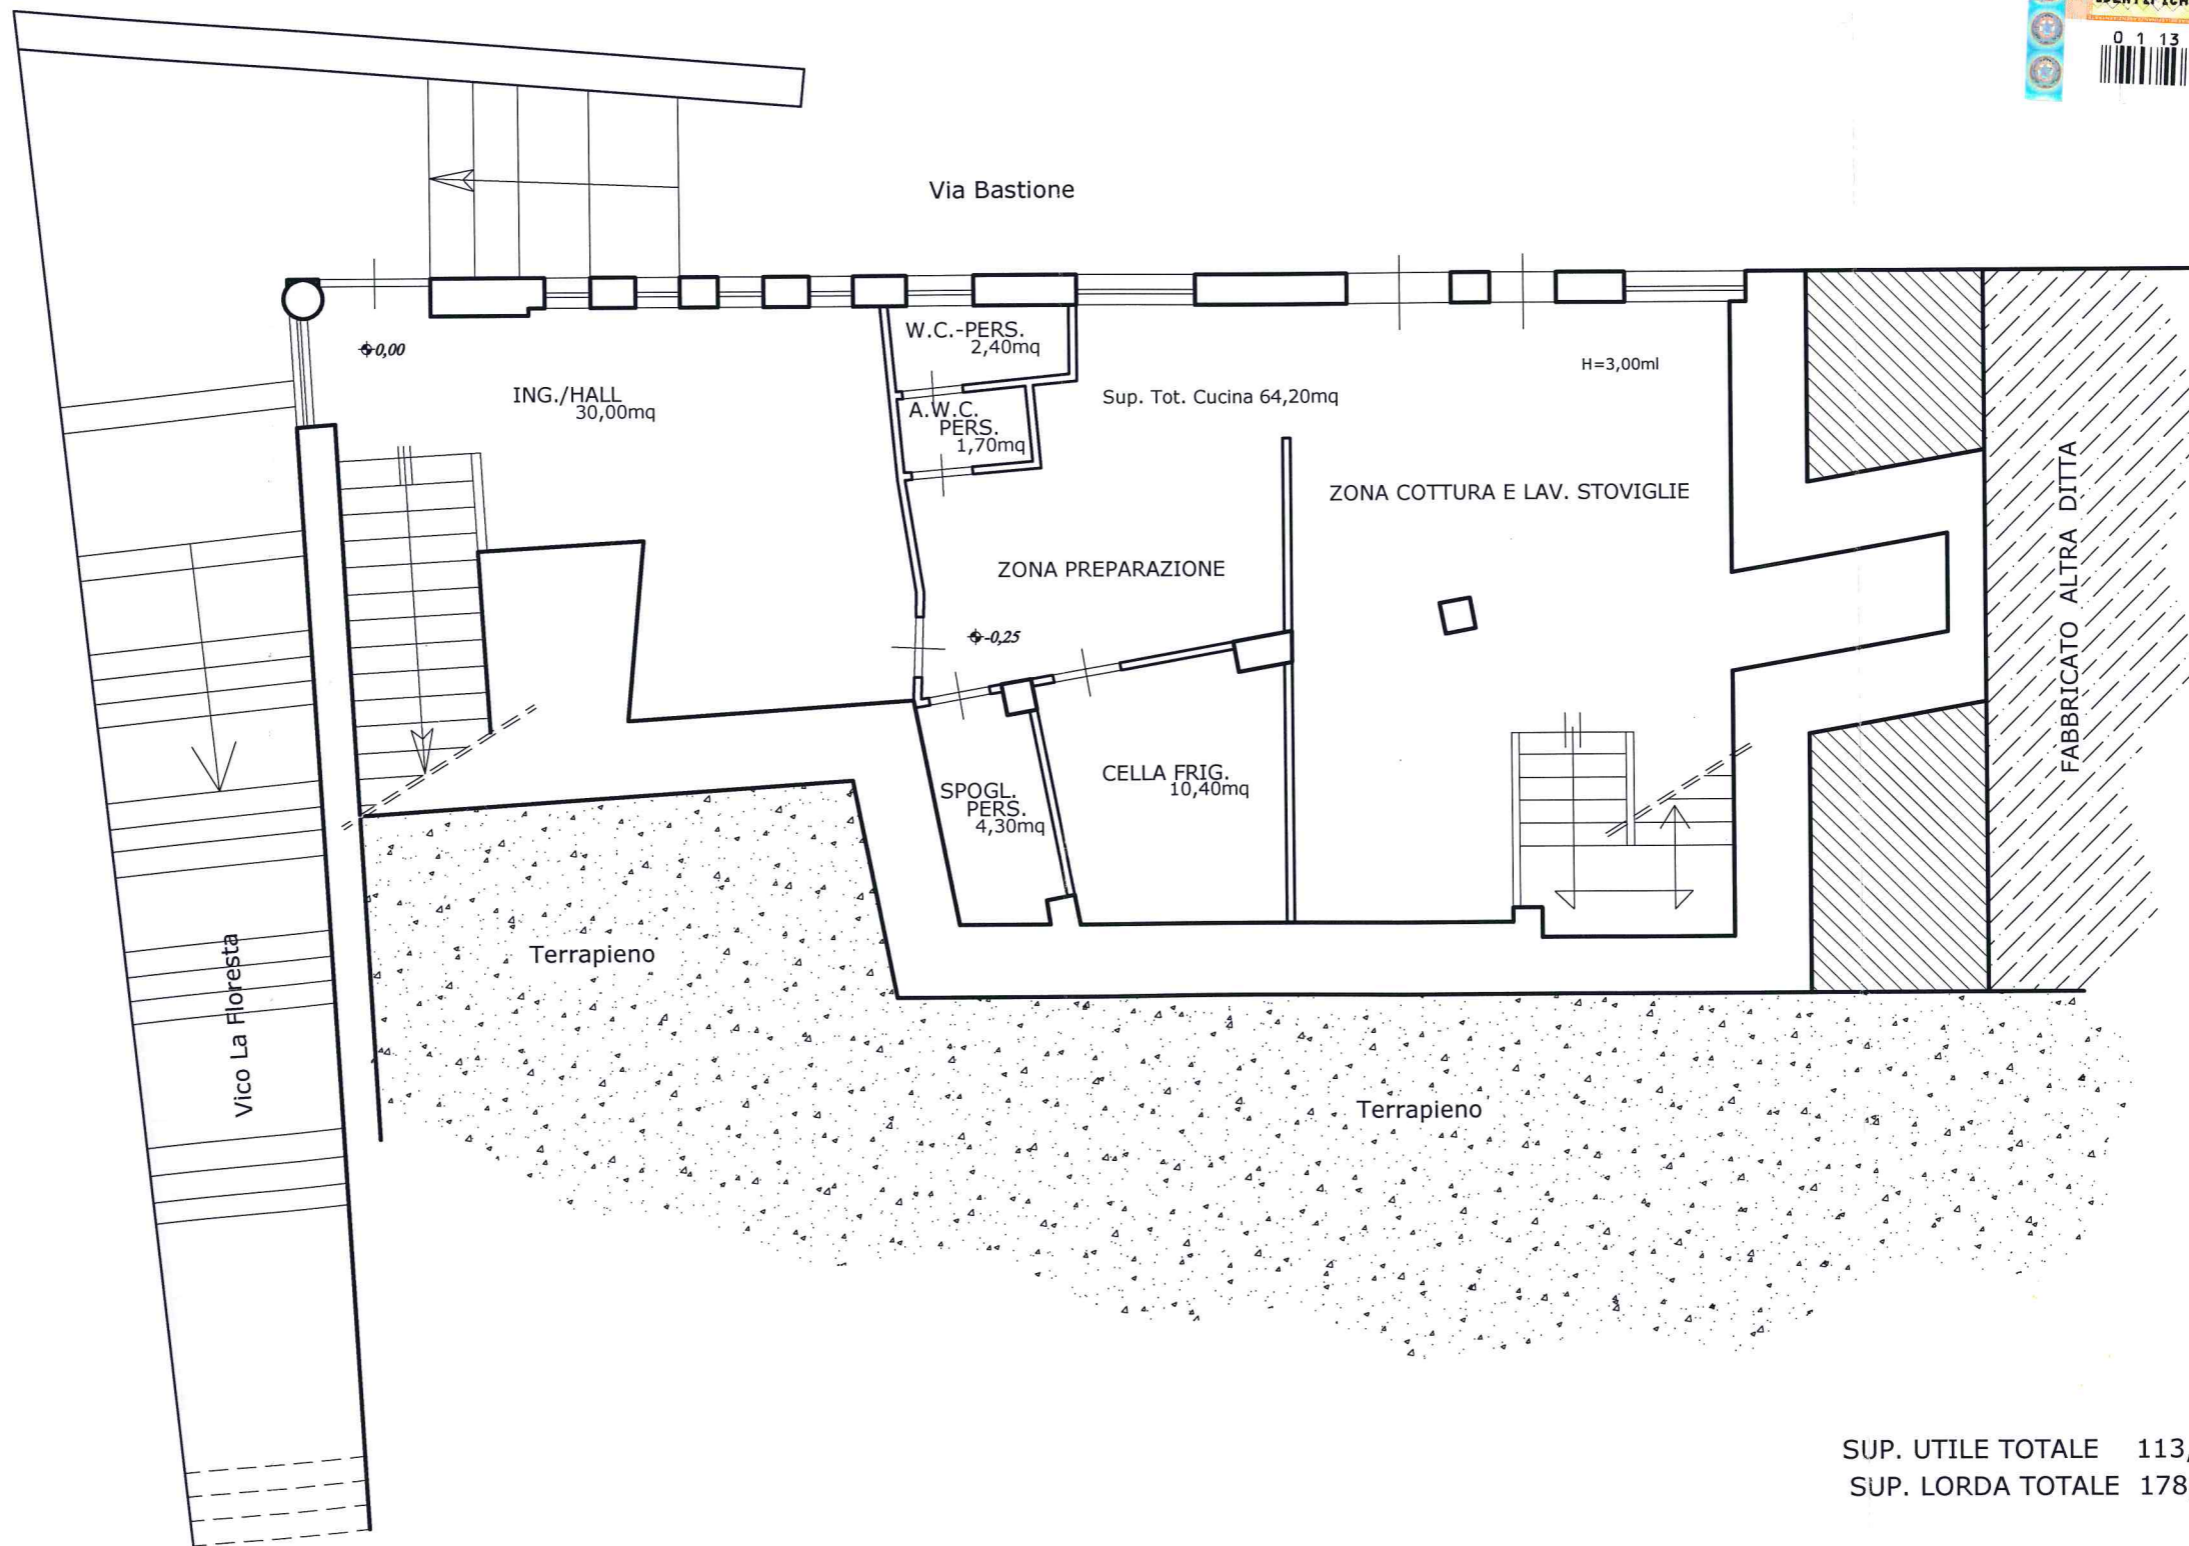 0 1 13
Via Bastione
0,00
ING./HALL
30,00mq
W.C.-PERS.
2,40mq
A.W.C.
PERS.
1,70mq
Sup. Tot. Cucina 64,20mq
H=3,00ml
ZONA COTTURA E LAV. STOVIGLIE
ZONA PREPARAZIONE
-0,25
FABBRICATO ALTRA DITTA
CELLA FRIG.
10,40mq
SPOGL.
PERS.
4,30mq
Terrapieno
Vico La Floresta
Terrapieno
SUP. UTILE TOTALE 113,
SUP. LORDA TOTALE 178